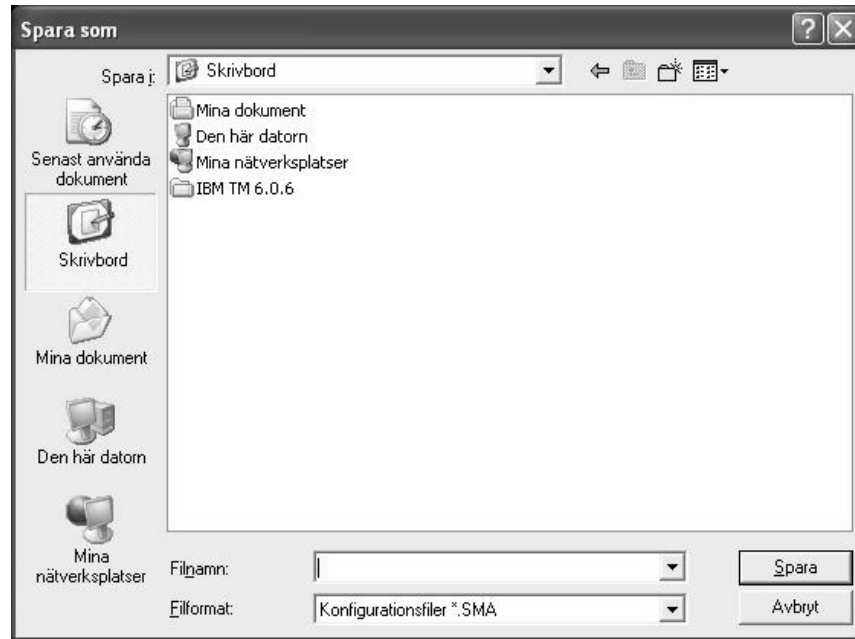 Spara som
Spara i:
Skrivbord
Senast använda
dokument
Skrivbord
Mina dokument
Den här datorn
Mina
nätverksplatser
Mina dokument
Den här datorn
Mina nätverksplatser
IBM TM 6.0.6
Filnamn:
Spara
Filformat:
Konfigurationsfiler *.SMA
Avbryt